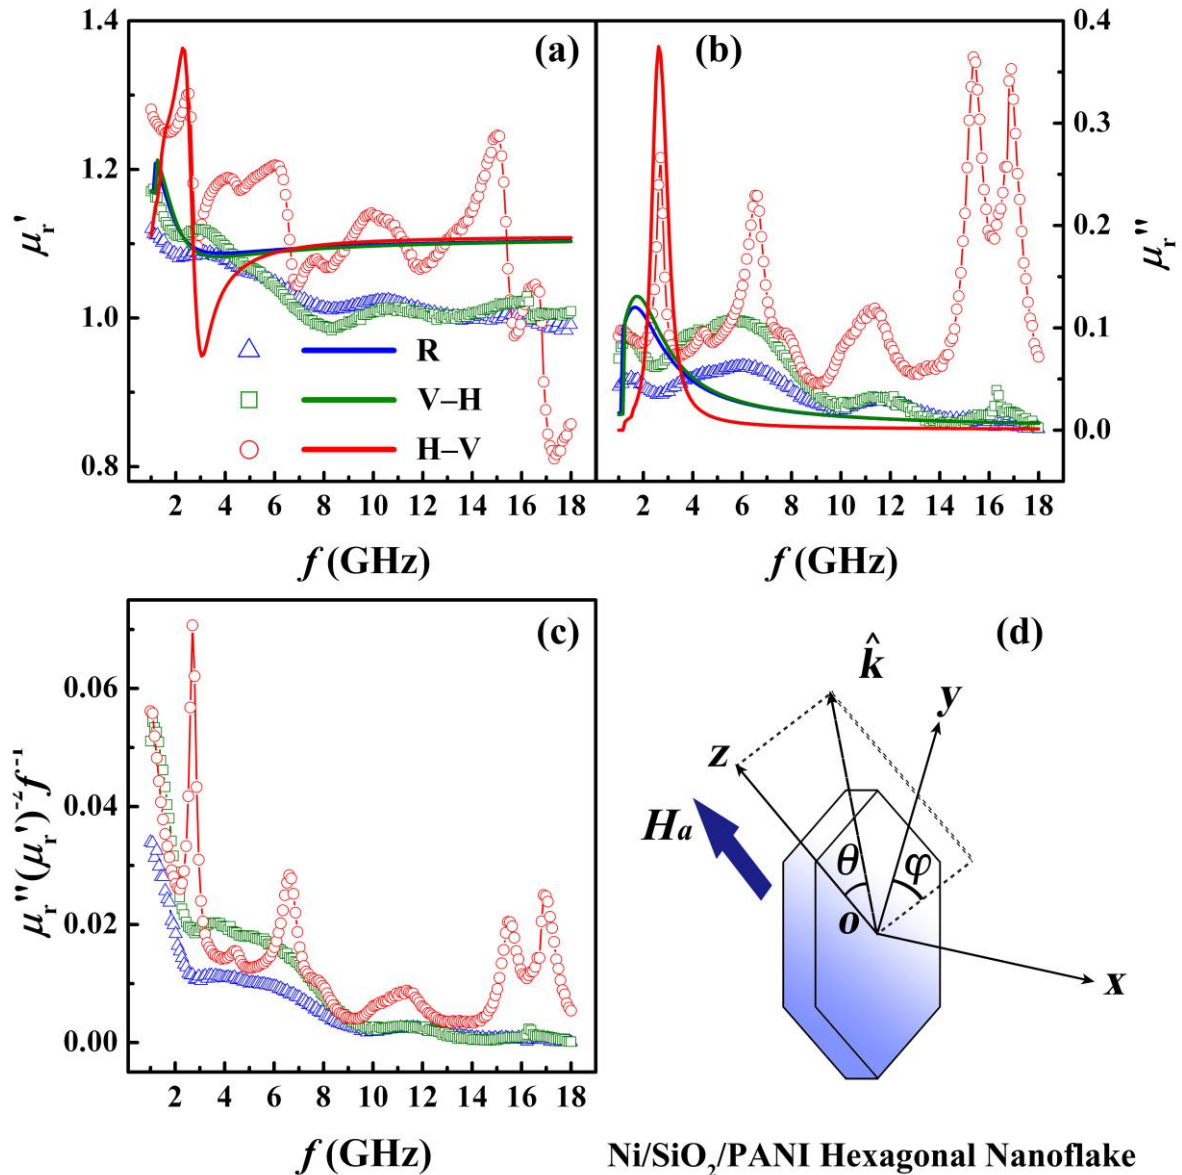 (a)
1.4
1.2
1.0
0.8
μr'
R
V–H
H–V
2 4 6 8 10 12 14 16 18
f (GHz)
(b)
0.4
0.3
0.2
0.1
0.0
μr''
2 4 6 8 10 12 14 16 18
f (GHz)
(c)
0.06
0.04
0.02
0.00
μr''(μr')⁻²f⁻¹
2 4 6 8 10 12 14 16 18
f (GHz)
(d)
k̂
y
z
Ha
θ
φ
o
x
Ni/SiO₂/PANI Hexagonal Nanoflake